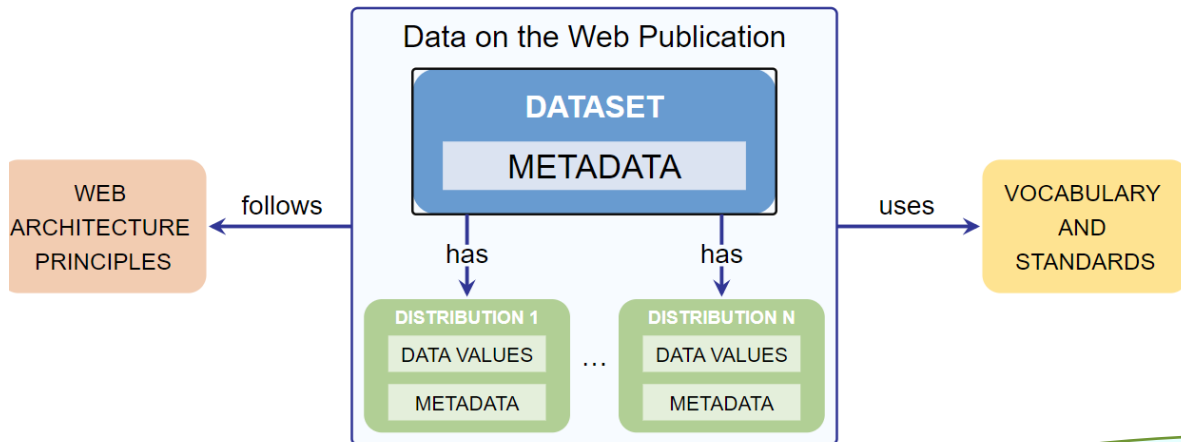 Data on the Web Publication
DATASET
METADATA
WEB
ARCHITECTURE
PRINCIPLES
follows
uses
VOCABULARY
AND
STANDARDS
has
has
DISTRIBUTION 1
DATA VALUES
METADATA
...
DISTRIBUTION N
DATA VALUES
METADATA